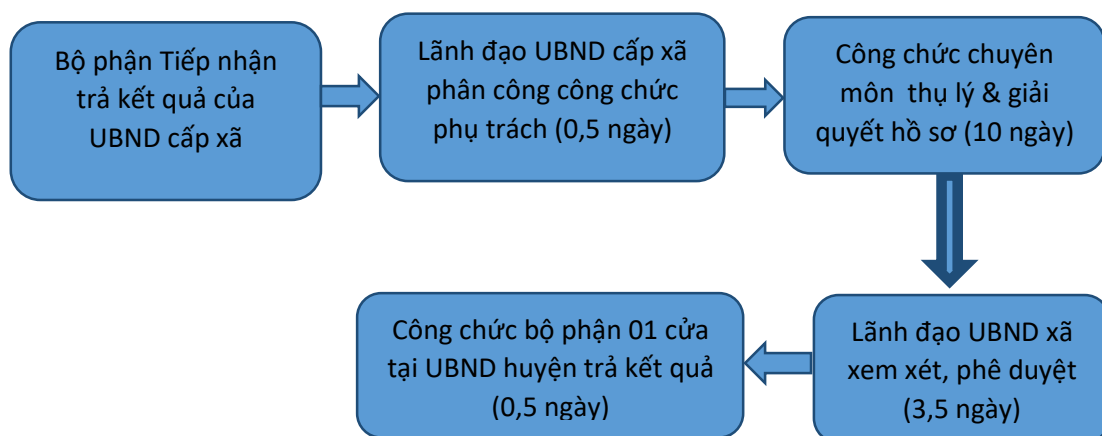 Bộ phận Tiếp nhận
trả kết quả của
UBND cấp xã
Lãnh đạo UBND cấp xã
phân công công chức
phụ trách (0,5 ngày)
Công chức chuyên
môn thụ lý & giải
quyết hồ sơ (10 ngày)
Lãnh đạo UBND xã
xem xét, phê duyệt
(3,5 ngày)
Công chức bộ phận 01 cửa
tại UBND huyện trả kết quả
(0,5 ngày)